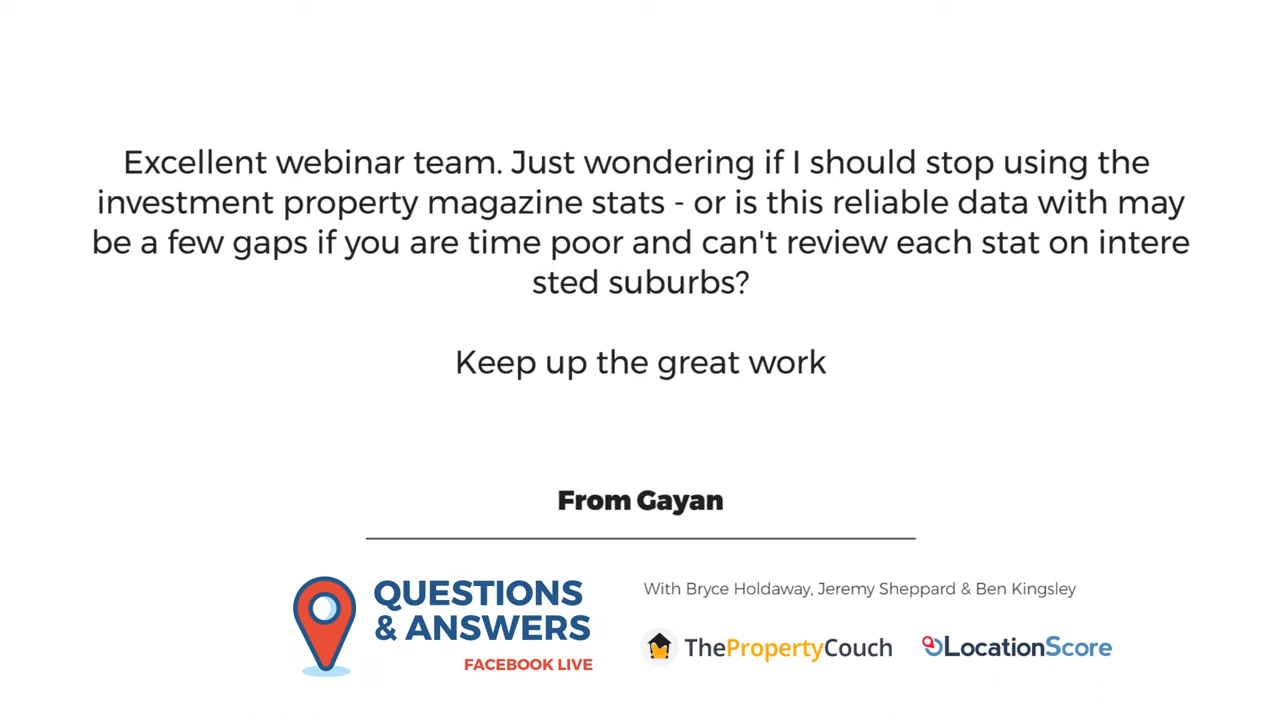 Excellent webinar team. Just wondering if I should stop using the
investment property magazine stats - or is this reliable data with may
be a few gaps if you are time poor and can't review each stat on intere
sted suburbs?
Keep up the great work
From Gayan
QUESTIONS
& ANSWERS
FACEBOOK LIVE
With Bryce Holdaway, Jeremy Sheppard & Ben Kingsley
ThePropertyCouch
LocationScore